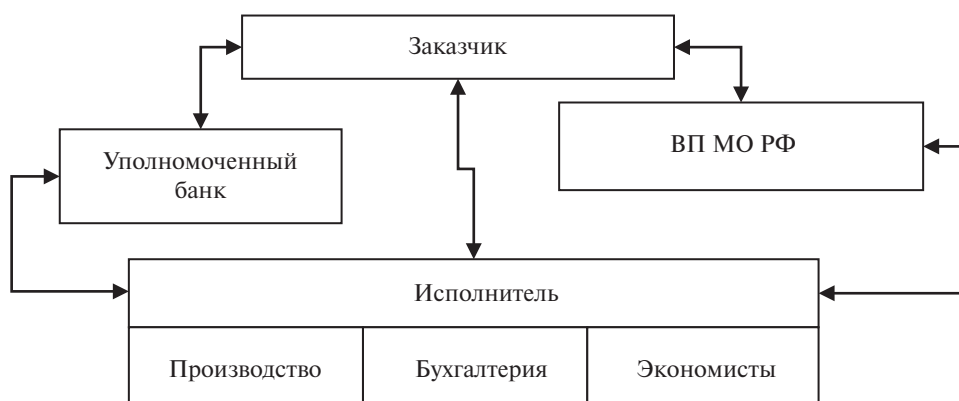 Заказчик
ВП МО РФ
Уполномоченный
банк
Исполнитель
Производство
Бухгалтерия
Экономисты